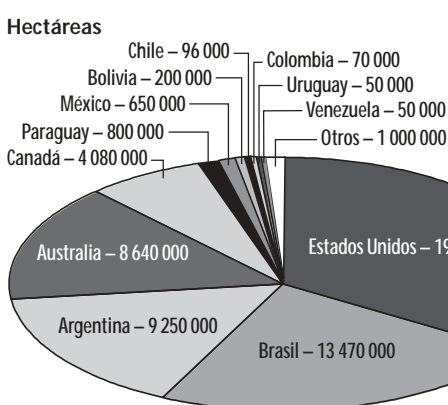 Hectáreas
Chile – 96 000
Colombia – 70 000
Bolivia – 200 000
Uruguay – 50 000
México – 650 000
Venezuela – 50 000
Paraguay – 800 000
Otros – 1 000 000
Canadá – 4 080 000
Estados Unidos – 19
Australia – 8 640 000
Argentina – 9 250 000
Brasil – 13 470 000